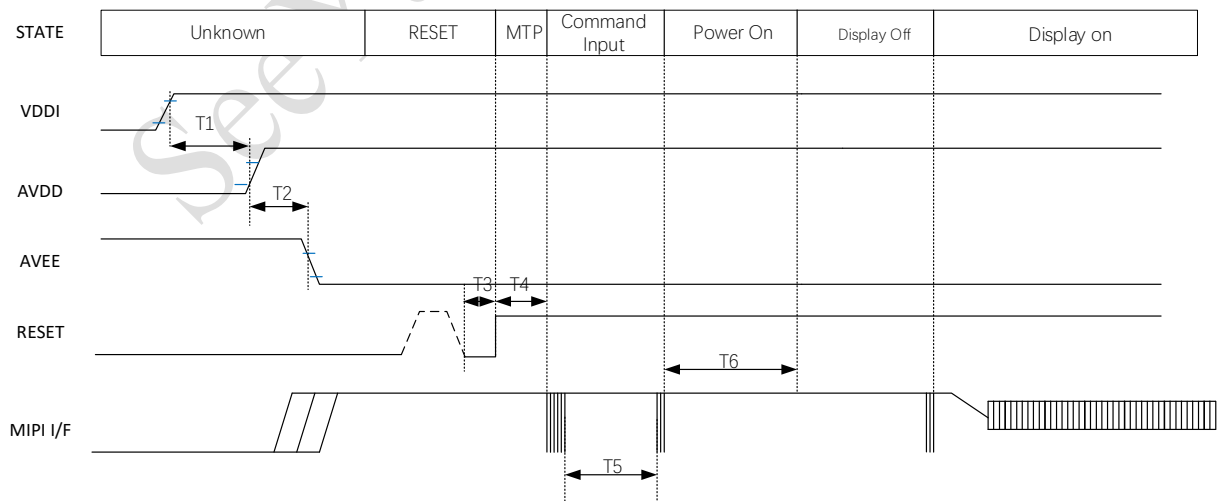 STATE
Unknown
RESET
MTP
Command
Input
Power On
Display Off
Display on
VDDI
T1
AVDD
T2
AVEE
T3
T4
RESET
T6
MIPI I/F
T5